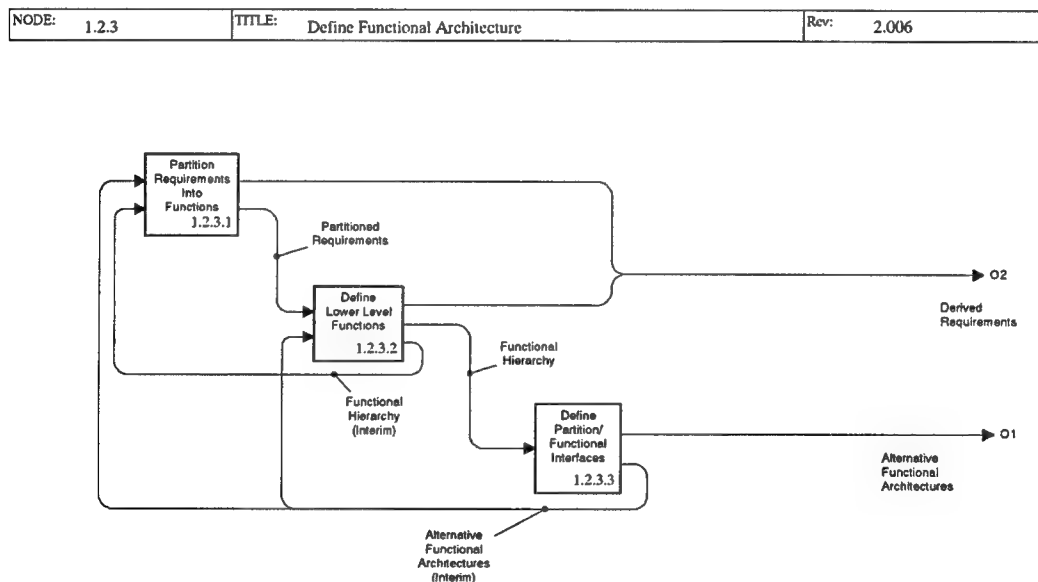 NODE: 1.2.3 TITLE: Define Functional Architecture Rev: 2.006
Partition
Requirements
Into
Functions
1.2.3.1
Partitioned
Requirements
Define
Lower Level
Functions
1.2.3.2
O2
Derived
Requirements
Functional
Hierarchy
Functional
Hierarchy
(Interim)
Define
Partition/
Functional
Interfaces
1.2.3.3
O1
Alternative
Functional
Architectures
Alternative
Functional
Architectures
(Interim)